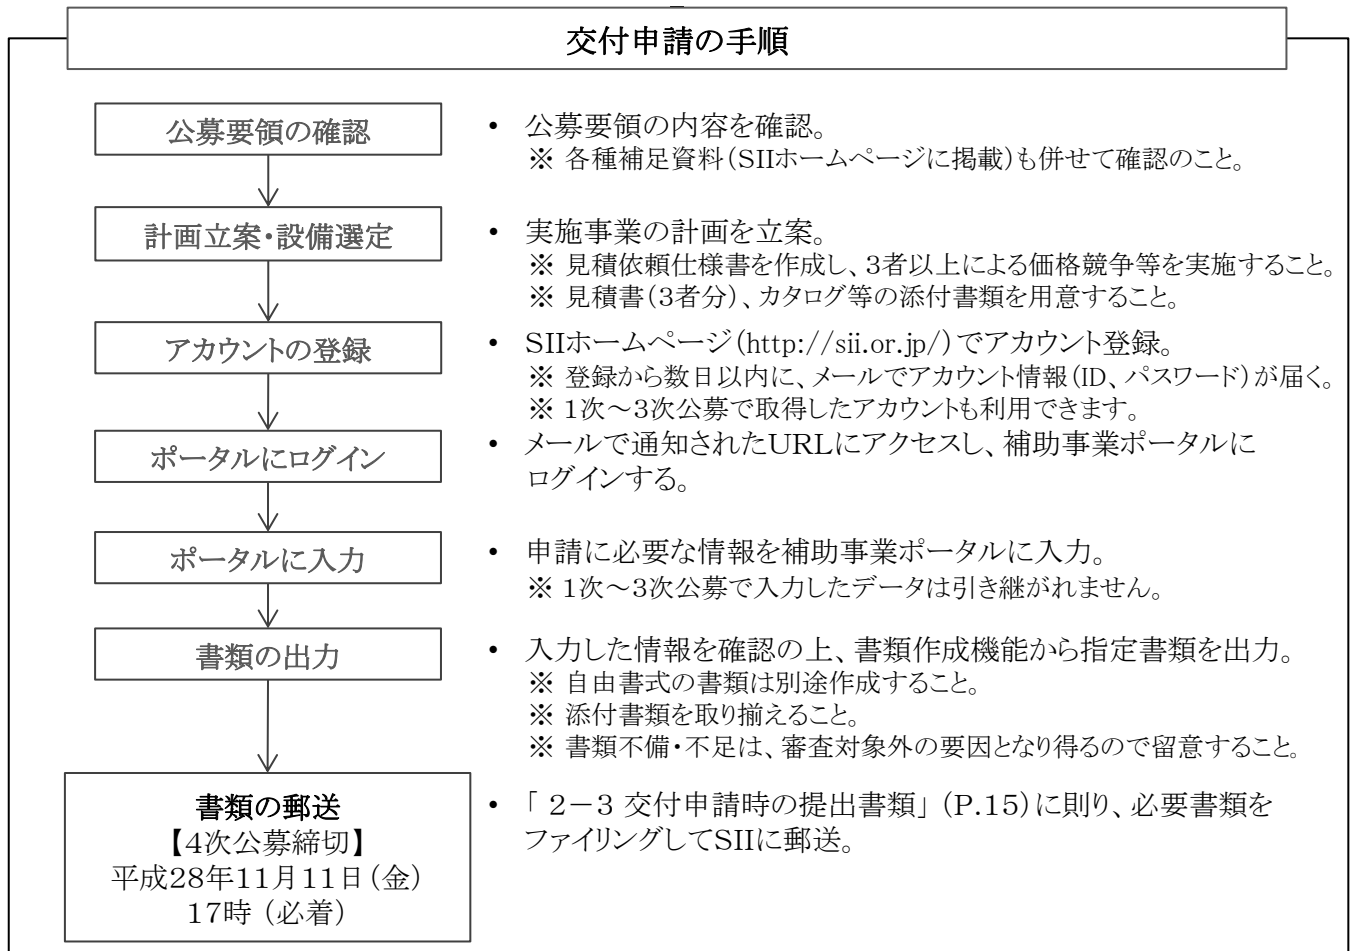 交付申請の手順
公募要領の確認
• 公募要領の内容を確認。
※ 各種補足資料(SIIホームページに掲載)も併せて確認のこと。
計画立案・設備選定
• 実施事業の計画を立案。
※ 見積依頼仕様書を作成し、3者以上による価格競争等を実施すること。
※ 見積書(3者分)、カタログ等の添付書類を用意すること。
アカウントの登録
• SIIホームページ(http://sii.or.jp/)でアカウント登録。
※ 登録から数日以内に、メールでアカウント情報(ID、パスワード)が届く。
※ 1次~3次公募で取得したアカウントも利用できます。
ポータルにログイン
• メールで通知されたURLにアクセスし、補助事業ポータルに
ログインする。
ポータルに入力
• 申請に必要な情報を補助事業ポータルに入力。
※ 1次~3次公募で入力したデータは引き継がれません。
書類の出力
• 入力した情報を確認の上、書類作成機能から指定書類を出力。
※ 自由書式の書類は別途作成すること。
※ 添付書類を取り揃えること。
※ 書類不備・不足は、審査対象外の要因となり得るので留意すること。
書類の郵送
【4次公募締切】
平成28年11月11日(金)
17時(必着)
• 「 2-3 交付申請時の提出書類」(P.15)に則り、必要書類を
ファイリングしてSIIに郵送。